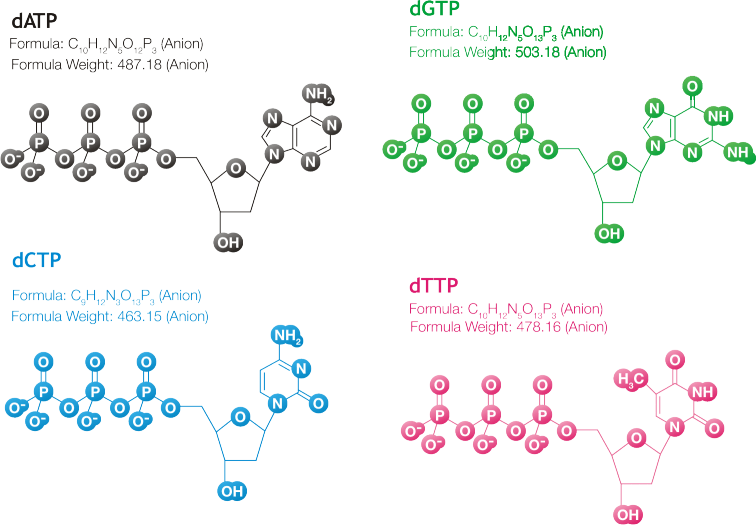 dATP
Formula: C₁₀H₁₂N₅O₁₂P₃ (Anion)
Formula Weight: 487.18 (Anion)
NH₂
N
N
O
O
O
P
P
P
O
O
O
O
N
N
O⁻
O⁻
O⁻
O⁻
OH
dGTP
Formula: C₁₀H₁₂N₅O₁₃P₃ (Anion)
Formula Weight: 503.18 (Anion)
O
N
NH
O
O
O
P
P
P
O
O
O
O
N
N
NH
O⁻
O⁻
O⁻
O⁻
OH
dCTP
Formula: C₉H₁₂N₃O₁₃P₃ (Anion)
Formula Weight: 463.15 (Anion)
NH₂
O
O
O
N
P
P
P
O
O
O
O
N
O
O⁻
O⁻
O⁻
O⁻
OH
dTTP
Formula: C₁₀H₁₂N₅O₁₃P₃ (Anion)
Formula Weight: 478.16 (Anion)
H₃C
O
NH
O
O
O
P
P
P
O
O
O
O
N
O
O⁻
O⁻
O⁻
O⁻
OH